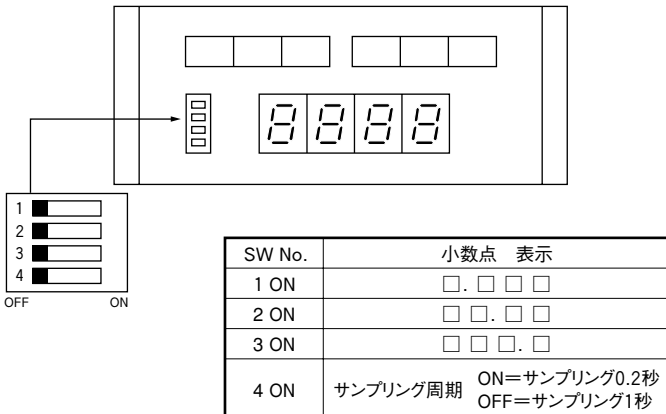 8888
1
2
3
4
OFF ON
SW No. 小数点 表示
1 ON □. □ □ □
2 ON □ □. □ □
3 ON □ □ □. □
4 ON サンプリング周期 ON＝サンプリング0.2秒
OFF＝サンプリング1秒